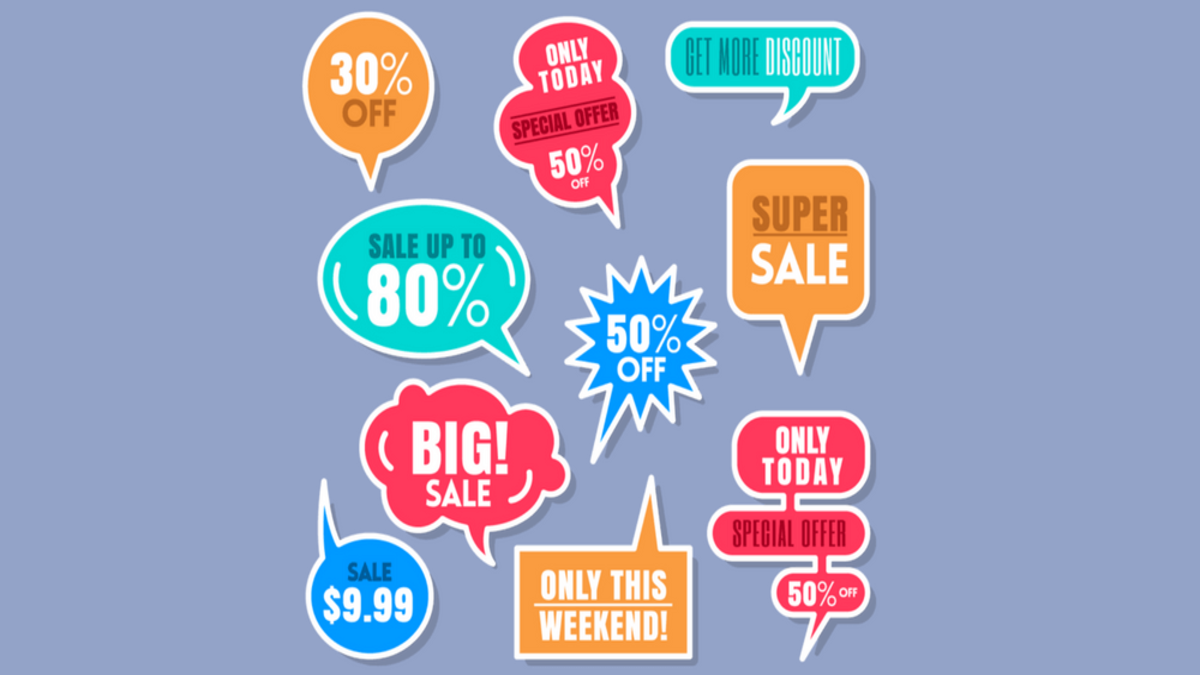 30%
OFF
ONLY
TODAY
SPECIAL OFFER
50%
OFF
GET MORE DISCOUNT
SALE UP TO
80%
SUPER
SALE
50%
OFF
BIG!
SALE
ONLY
TODAY
SPECIAL OFFER
50% OFF
SALE
$9.99
ONLY THIS
WEEKEND!